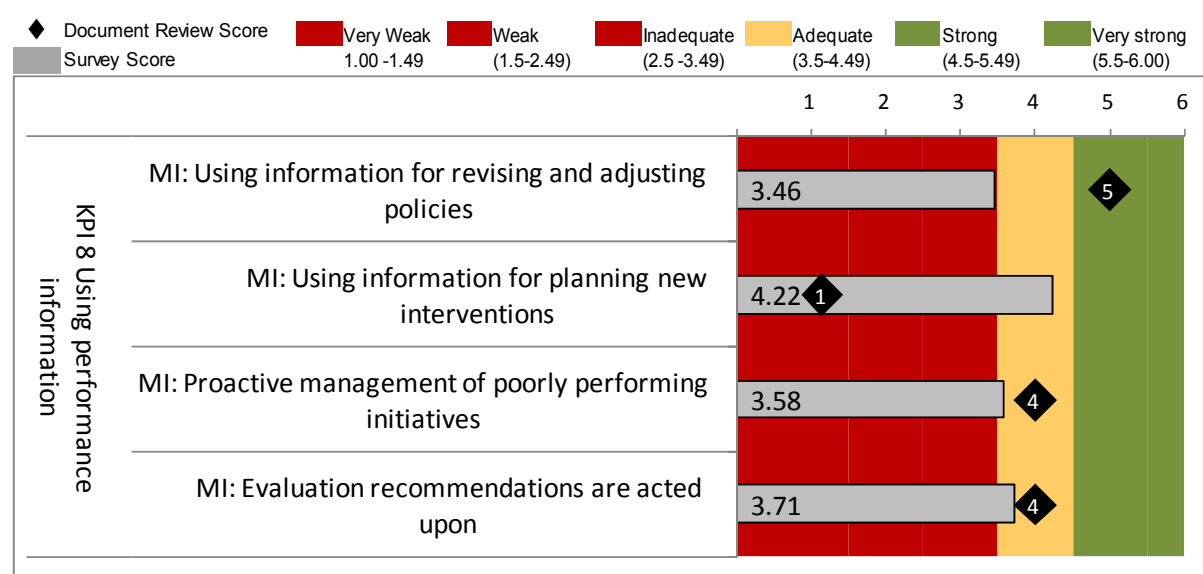 Document Review Score Very Weak Weak Inadequate Adequate Strong Very strong
Survey Score 1.00 -1.49 (1.5-2.49) (2.5 -3.49) (3.5-4.49) (4.5-5.49) (5.5-6.00)
1 2 3 4 5 6
KPI 8 Using performance
information
MI: Using information for revising and adjusting
policies
3.46 5
MI: Using information for planning new
interventions
4.22 1
MI: Proactive management of poorly performing
initiatives
3.58 4
MI: Evaluation recommendations are acted
upon
3.71 4